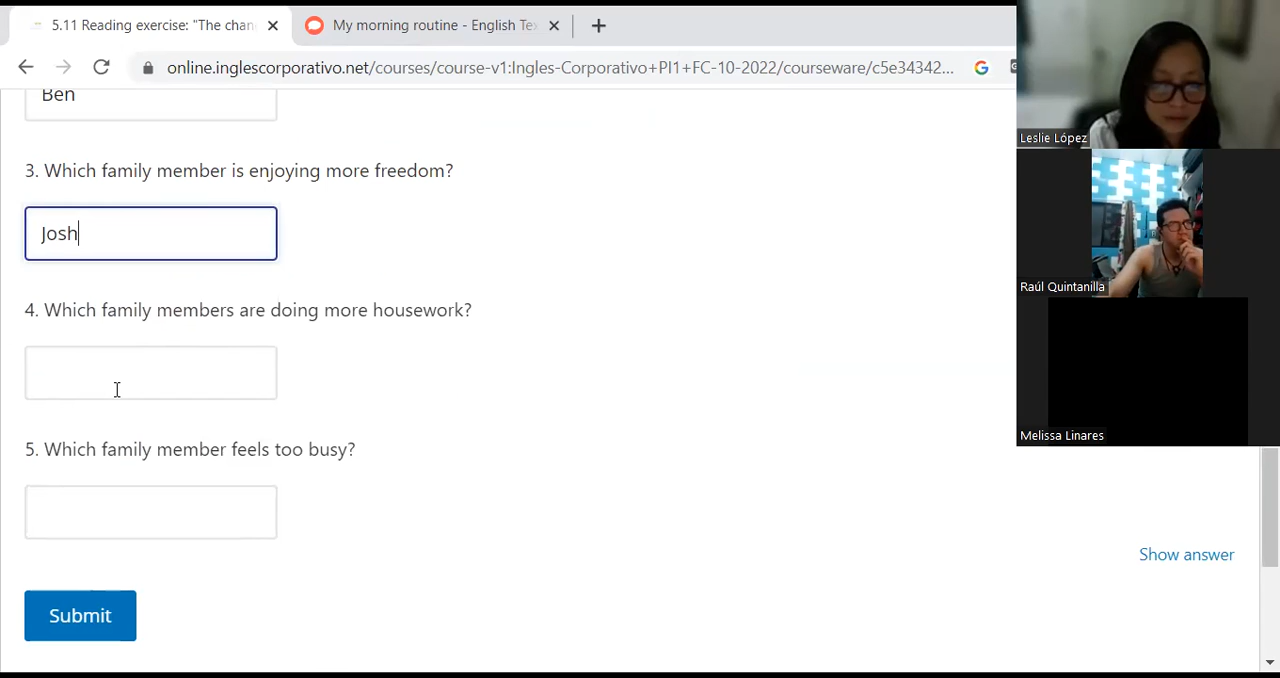 5.11 Reading exercise: "The chan
My morning routine - English Te
online.inglescorporativo.net/courses/course-v1:Ingles-Corporativo+PI1+FC-10-2022/courseware/c5e34342...
Ben
3. Which family member is enjoying more freedom?
Josh
4. Which family members are doing more housework?
5. Which family member feels too busy?
Show answer
Submit
Leslie López
Raúl Quintanilla
Melissa Linares